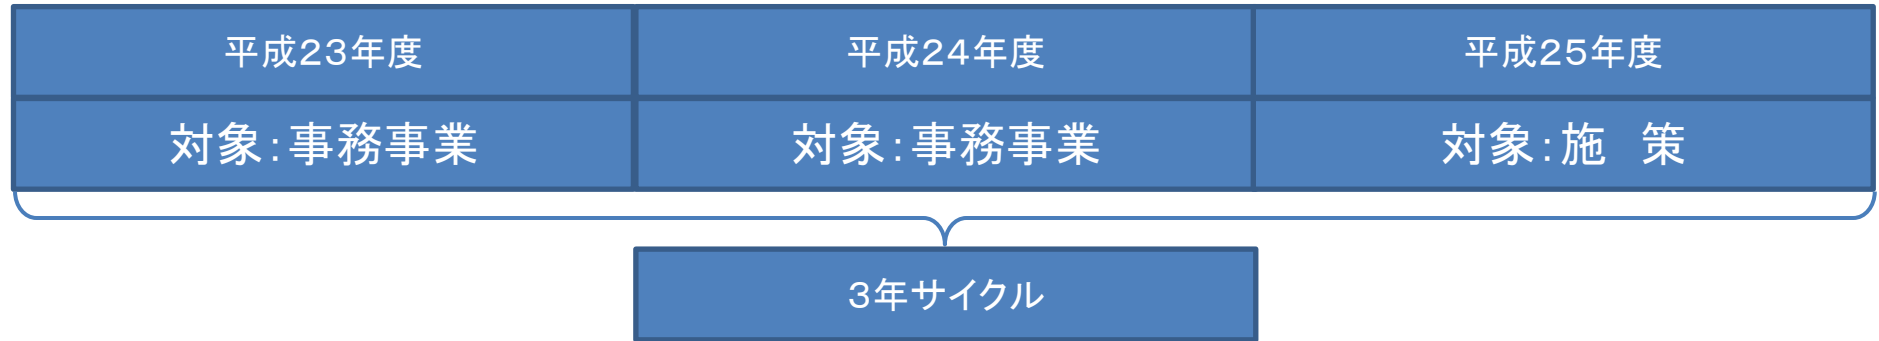 平成23年度
平成24年度
平成25年度
対象:事務事業
対象:事務事業
対象:施　策
3年サイクル